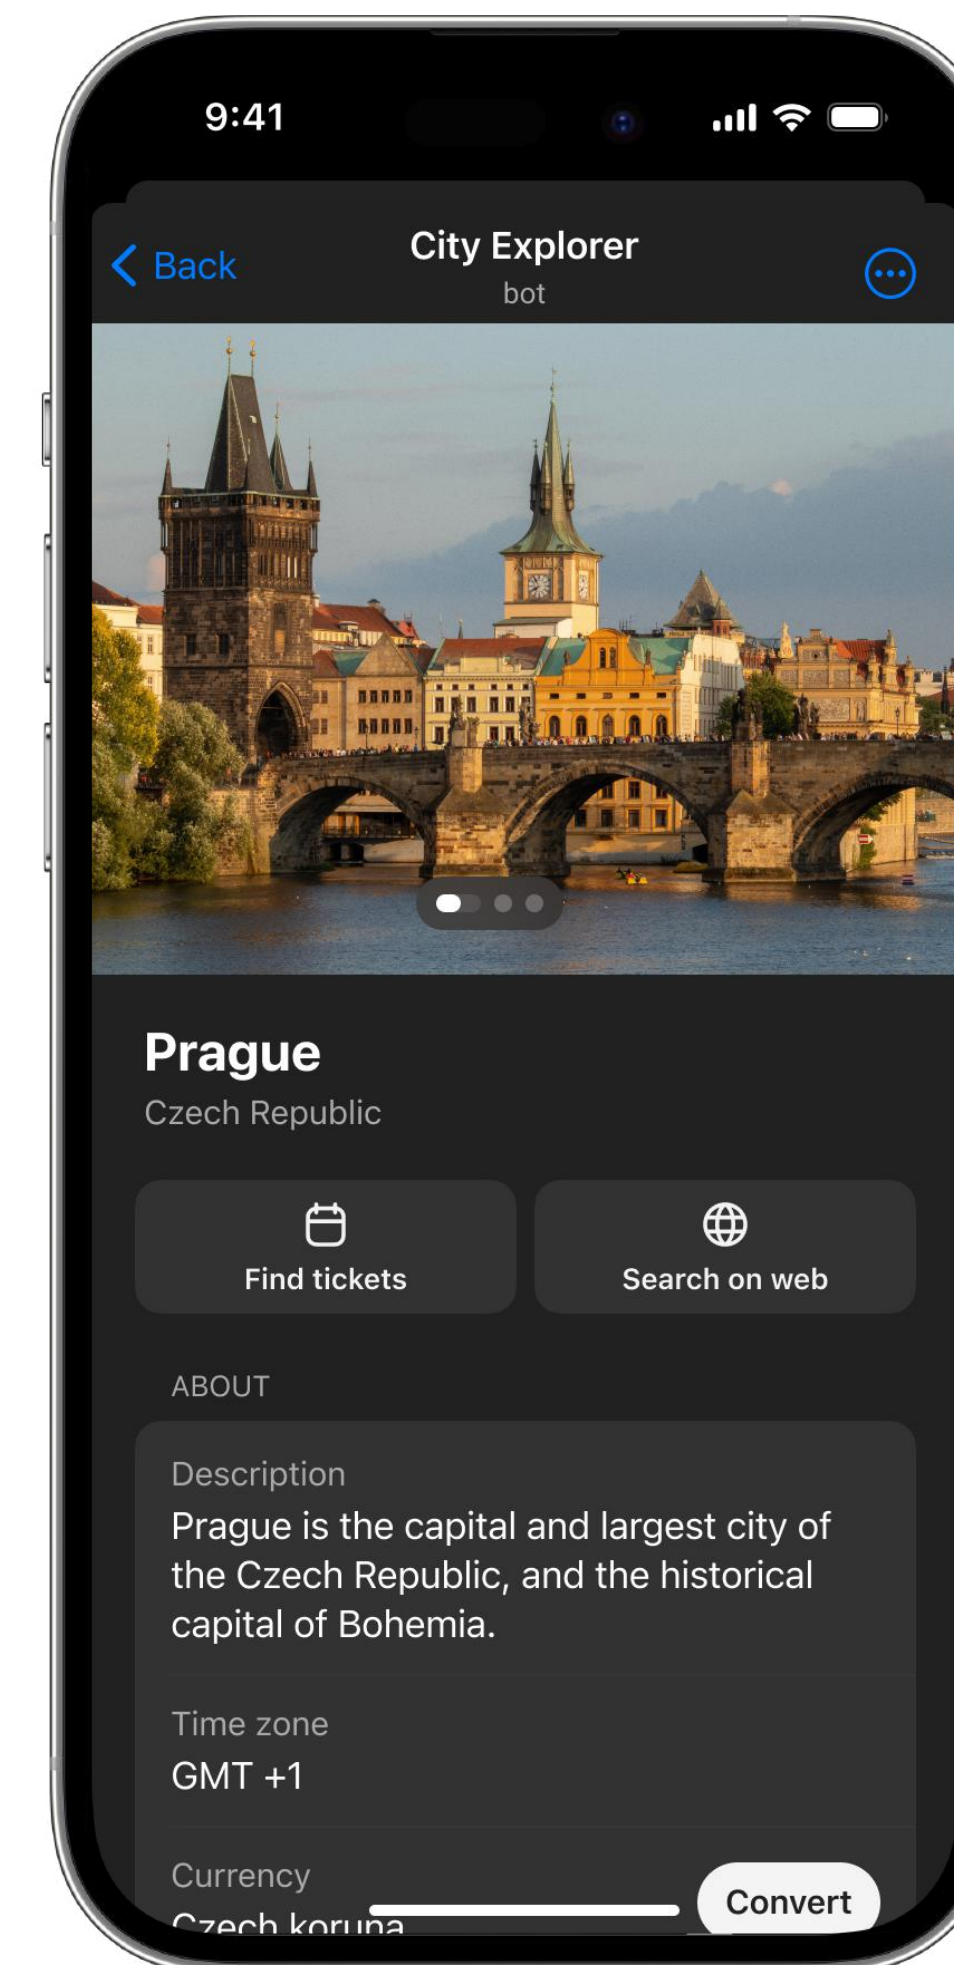 9:41
Back
City Explorer
bot
Prague
Czech Republic
Find tickets
Search on web
ABOUT
Description
Prague is the capital and largest city of
the Czech Republic, and the historical
capital of Bohemia.
Time zone
GMT +1
Currency
Convert
Czech koruna